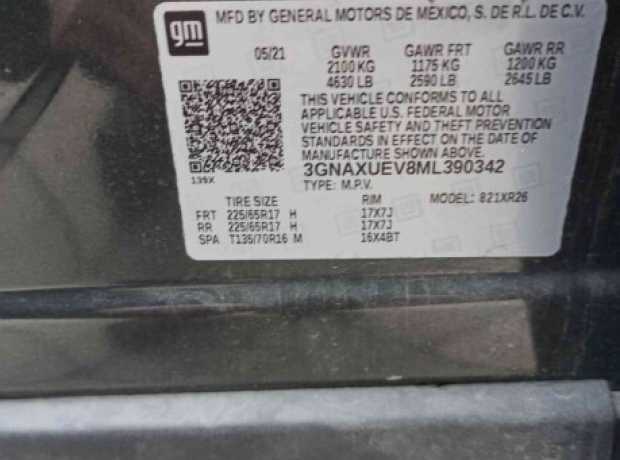 gm
MFD BY GENERAL MOTORS DE MEXICO, S. DE R.L. DE C.V.
05/21 GVWR GAWR FRT GAWR RR
2100 KG 1175 KG 1200 KG
4630 LB 2590 LB 2645 LB
THIS VEHICLE CONFORMS TO ALL
APPLICABLE U.S. FEDERAL MOTOR
VEHICLE SAFETY AND THEFT PREVENTION
STANDARDS IN EFFECT ON THE DATE OF
MANUFACTURE SHOWN ABOVE.
139X 3GNAXUEV8ML390342
TYPE: M.P.V. MODEL: 821XR26
TIRE SIZE RIM
FRT 225/65R17 H 17X7J
RR 225/65R17 H 17X7J
SPA T135/70R16 M 16X4BT